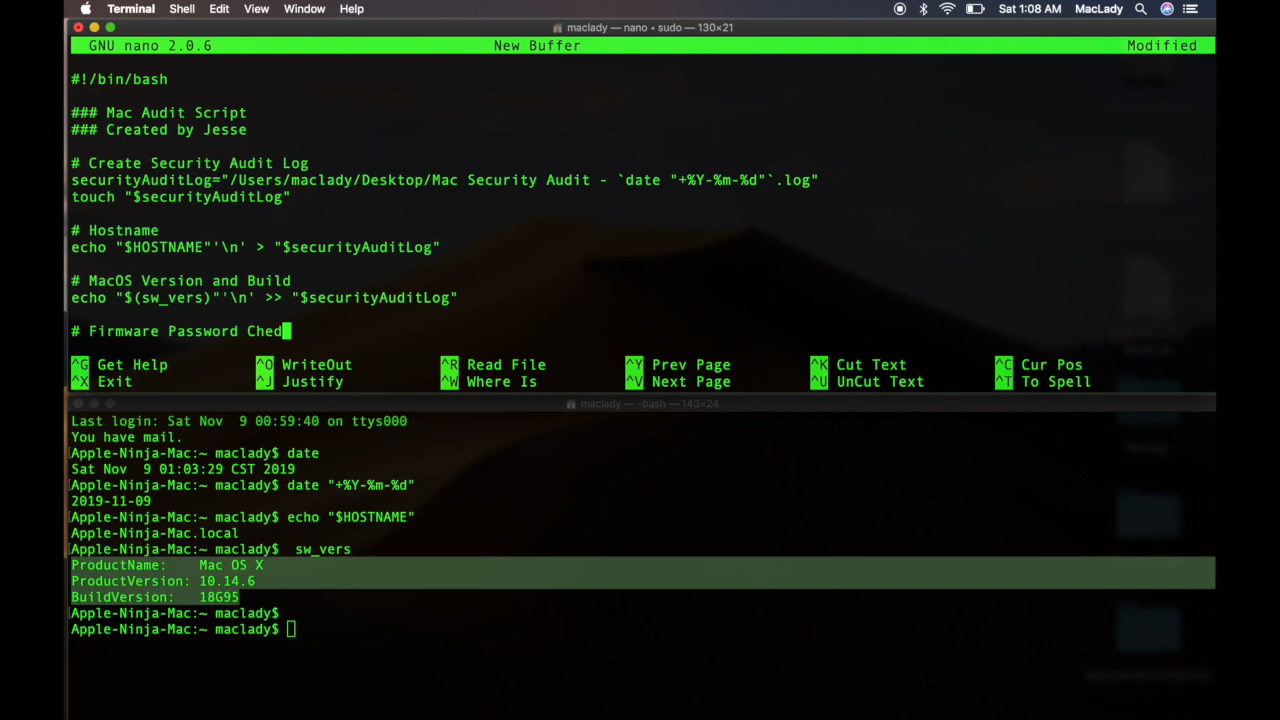 Terminal Shell Edit View Window Help Sat 1:08 AM MacLady
maclady — nano • sudo — 130×21
GNU nano 2.0.6 New Buffer Modified
#!/bin/bash
### Mac Audit Script
### Created by Jesse
# Create Security Audit Log
securityAuditLog="/Users/maclady/Desktop/Mac Security Audit - `date "+%Y-%m-%d"`.log"
touch "$securityAuditLog"
# Hostname
echo "$HOSTNAME"'\n' > "$securityAuditLog"
# MacOS Version and Build
echo "$(sw_vers)"'\n' >> "$securityAuditLog"
# Firmware Password Ched
^G Get Help ^O WriteOut ^R Read File ^Y Prev Page ^K Cut Text ^C Cur Pos
^X Exit ^J Justify ^W Where Is ^V Next Page ^U UnCut Text ^T To Spell
maclady — -bash — 143×24
Last login: Sat Nov  9 00:59:40 on ttys000
You have mail.
[Apple-Ninja-Mac:~ maclady$ date
Sat Nov  9 01:03:29 CST 2019
[Apple-Ninja-Mac:~ maclady$ date "+%Y-%m-%d"
2019-11-09
[Apple-Ninja-Mac:~ maclady$ echo "$HOSTNAME"
Apple-Ninja-Mac.local
[Apple-Ninja-Mac:~ maclady$  sw_vers
ProductName:    Mac OS X
ProductVersion: 10.14.6
BuildVersion:   18G95
Apple-Ninja-Mac:~ maclady$
Apple-Ninja-Mac:~ maclady$